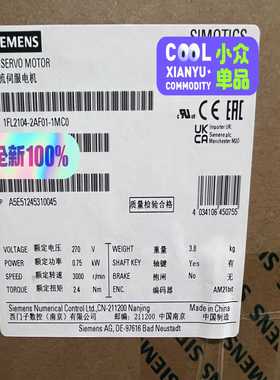 SIEMENS
SIMOTICS
COOL 小众
XIANYU 单品
COMMODITY
SERVO MOTOR
流伺服电机
1FL2104-2AF01-1MC0
全新100%
UK
CA
Importer UK:
Siemens plc
Manchester M20
P A5E51245310045
质量检验合格
4 034106 450755
VOLTAGE 额定电压 270 V WEIGHT 重量 3.8 kg
POWER 额定功率 0.75 kW SHAFT KEY 轴键 Yes 有
SPEED 额定转速 3000 r/min BRAKE 抱闸 No 无
TORQUE 额定扭矩 2.4 Nm ENC 编码器 AM21bit
Siemens Numerical Control Ltd.,CN-211200 Nanjing
西门子数控（南京）有限公司 邮编/211200 中国南京 中国
Siemens AG, DE-97616 Bad Neustadt